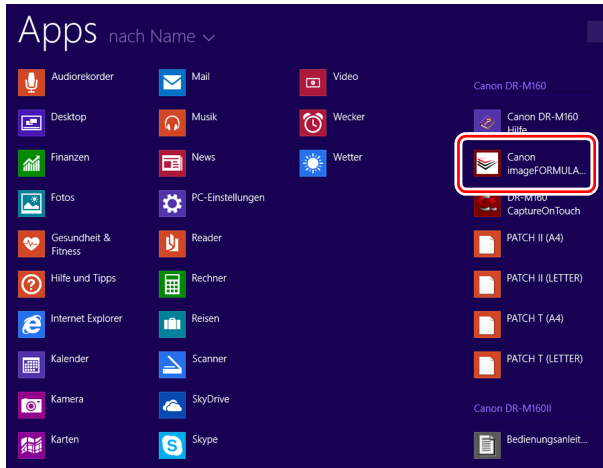 Apps nach Name
Audiorekorder
Desktop
Finanzen
Fotos
Gesundheit &
Fitness
Hilfe und Tipps
Internet Explorer
Kalender
Kamera
Karten
Mail
Musik
News
PC-Einstellungen
Reader
Rechner
Reisen
Scanner
SkyDrive
Skype
Video
Wecker
Wetter
Canon DR-M160
Canon DR-M160
Hilfe
Canon
imageFORMULA...
DR-M160
CaptureOnTouch
PATCH II (A4)
PATCH II (LETTER)
PATCH T (A4)
PATCH T (LETTER)
Canon DR-M160II
Bedienungsanleit...